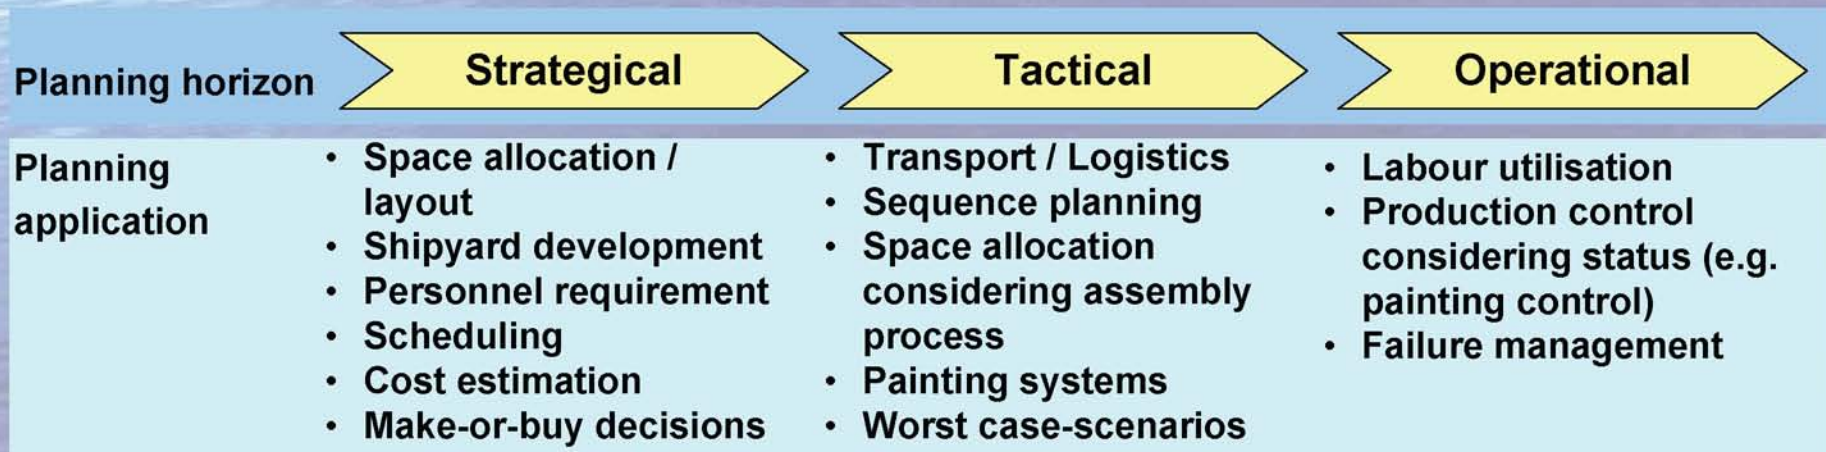 Planning horizon
Strategical
Tactical
Operational
Planning
application
• Space allocation /
layout
• Shipyard development
• Personnel requirement
• Scheduling
• Cost estimation
• Make-or-buy decisions
• Transport / Logistics
• Sequence planning
• Space allocation
considering assembly
process
• Painting systems
• Worst case-scenarios
• Labour utilisation
• Production control
considering status (e.g.
painting control)
• Failure management